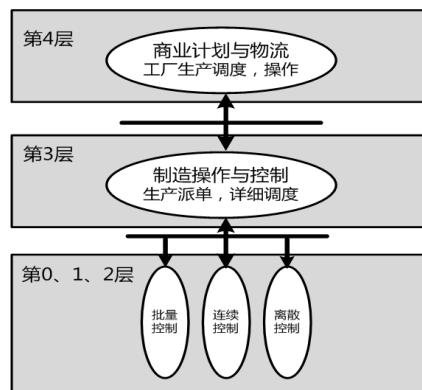 第4层
商业计划与物流
工厂生产调度，操作
第3层
制造操作与控制
生产派单，详细调度
第0、1、2层
批量
控制
连续
控制
离散
控制